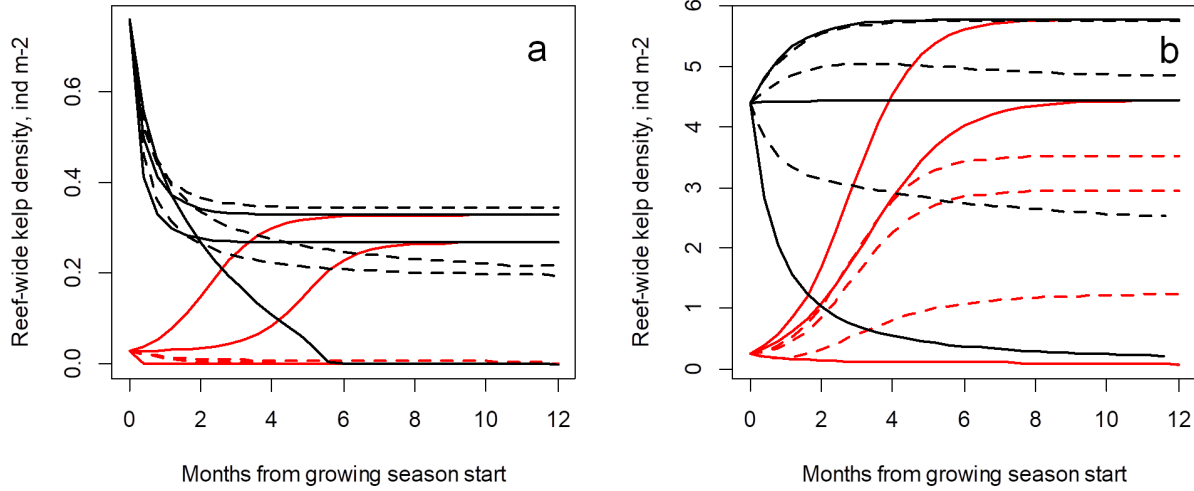 a
Reef-wide kelp density, ind m-2
0.6
0.4
0.2
0.0
0 2 4 6 8 10 12
Months from growing season start
b
Reef-wide kelp density, ind m-2
6
5
4
3
2
1
0
0 2 4 6 8 10 12
Months from growing season start